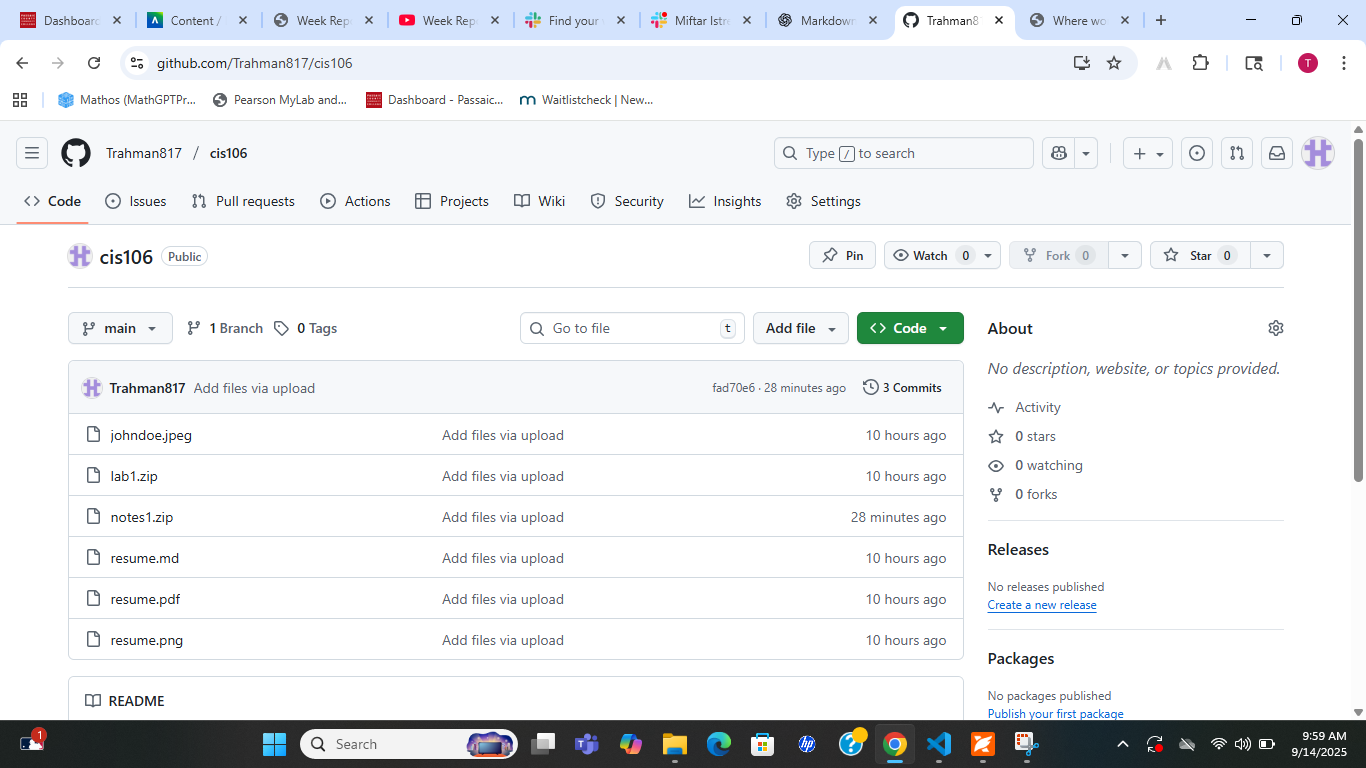 Dashboard
Content /
Week Rep
Week Rep
Find your
Miftar Istre
Markdown
Trahman8
Where wo
github.com/Trahman817/cis106
T
Mathos (MathGPTPr...
Pearson MyLab and...
Dashboard - Passaic...
Waitlistcheck | New...
Trahman817 / cis106
Type / to search
Code
Issues
Pull requests
Actions
Projects
Wiki
Security
Insights
Settings
cis106 Public
Pin
Watch 0
Fork 0
Star 0
main
1 Branch
0 Tags
Go to file t
Add file
Code
About
No description, website, or topics provided.
Trahman817 Add files via upload fad70e6 · 28 minutes ago 3 Commits
johndoe.jpeg Add files via upload 10 hours ago
lab1.zip Add files via upload 10 hours ago
notes1.zip Add files via upload 28 minutes ago
resume.md Add files via upload 10 hours ago
resume.pdf Add files via upload 10 hours ago
resume.png Add files via upload 10 hours ago
README
Activity
0 stars
0 watching
0 forks
Releases
No releases published
Create a new release
Packages
No packages published
Publish your first package
1
Search
hp
9:59 AM
9/14/2025